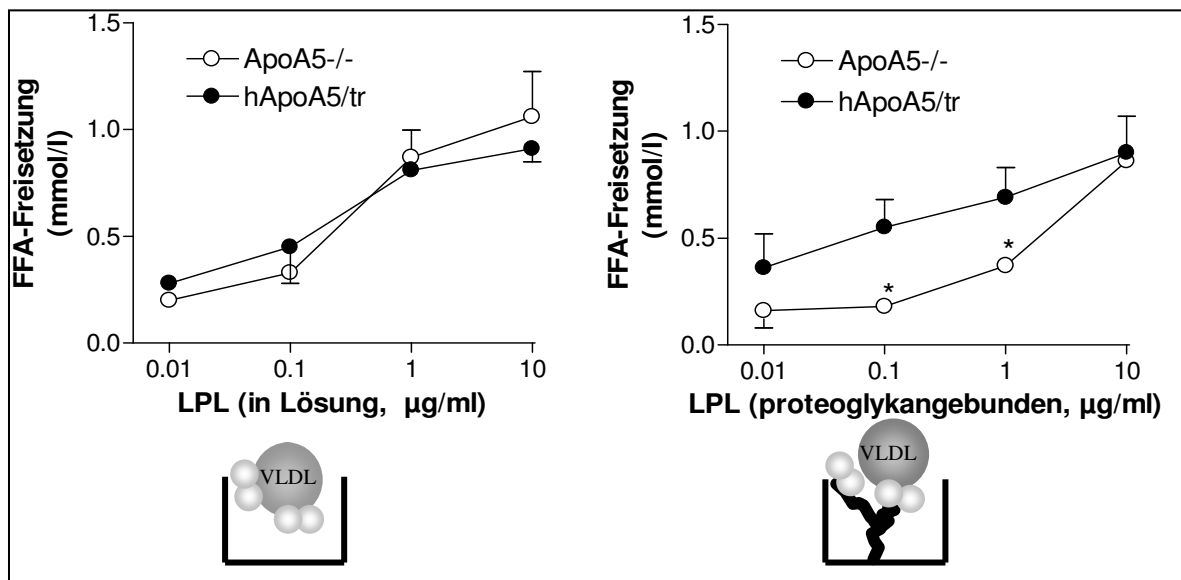 1.5
1.0
0.5
0.0
FFA-Freisetzung
(mmol/l)
ApoA5-/-
hApoA5/tr
0.01
0.1
1
10
LPL (in Lösung, µg/ml)
VLDL
1.5
1.0
0.5
0.0
FFA-Freisetzung
(mmol/l)
ApoA5-/-
hApoA5/tr
*
*
0.01
0.1
1
10
LPL (proteoglykangebunden, µg/ml)
VLDL